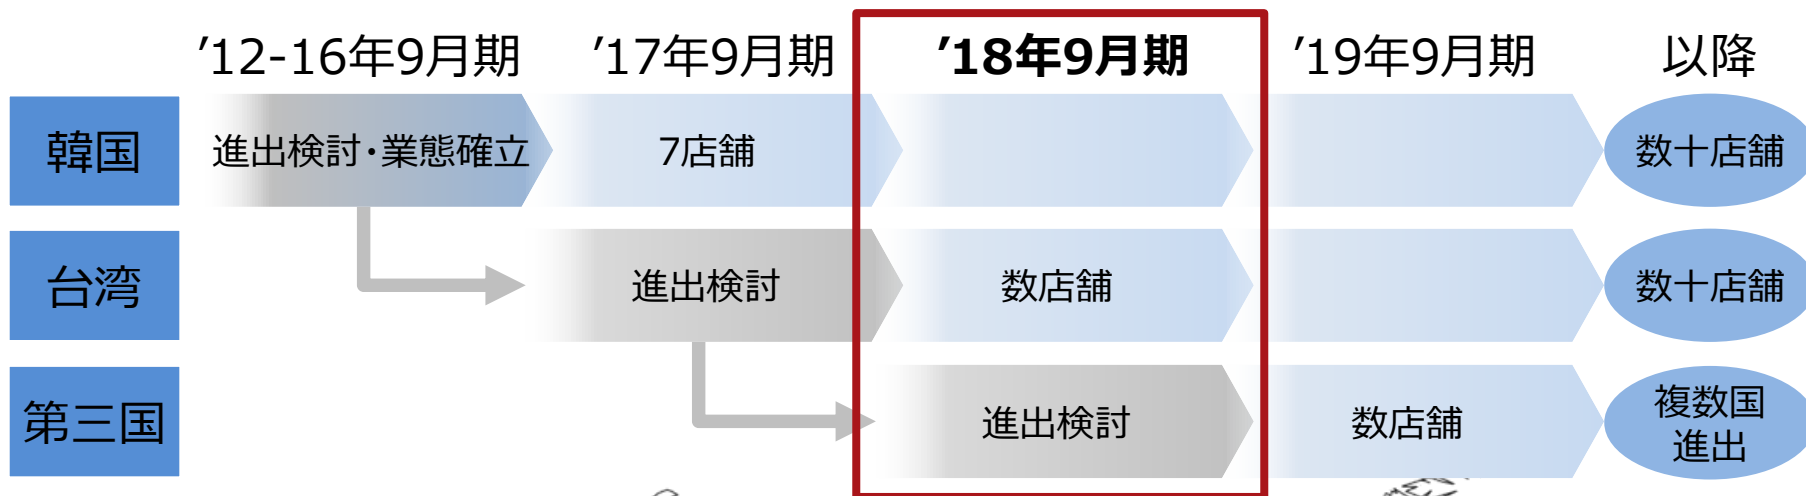 ’12-16年9月期 ’17年9月期 ’18年9月期 ’19年9月期 以降
韓国 進出検討・業態確立 7店舗 数十店舗
台湾 進出検討 数店舗 数十店舗
第三国 進出検討 数店舗 複数国
進出